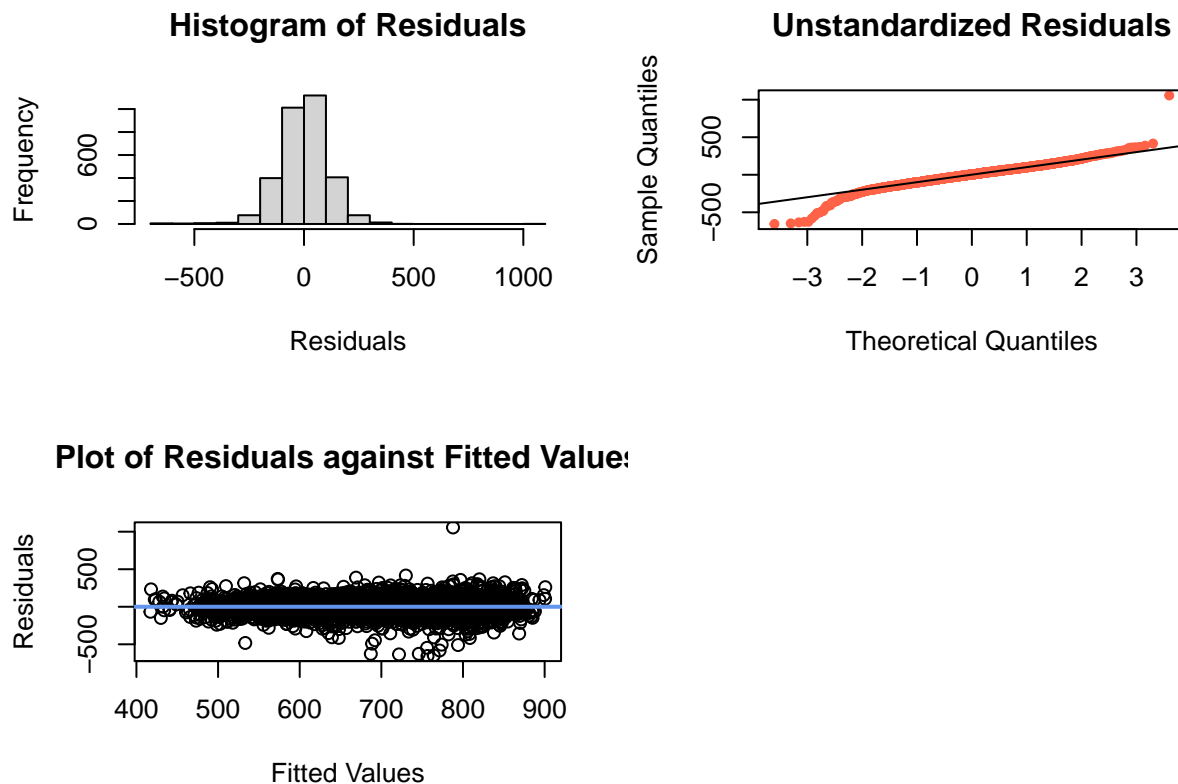 Histogram of Residuals
Frequency
0 600
−500 0 500 1000
Residuals
Unstandardized Residuals
Sample Quantiles
−500 500
−3 −2 −1 0 1 2 3
Theoretical Quantiles
Plot of Residuals against Fitted Values
Residuals
−500 500
400 500 600 700 800 900
Fitted Values